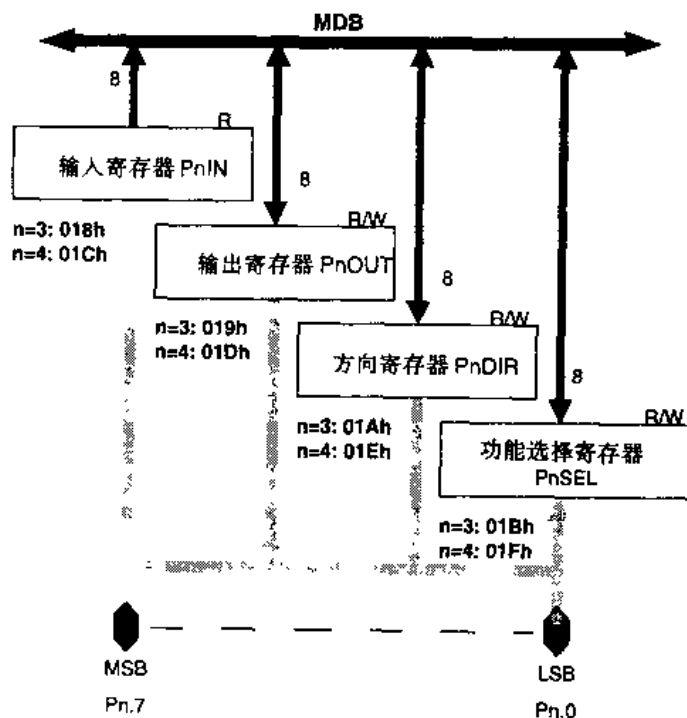 MDB
8
R
输入寄存器 PnIN
n=3: 018h
n=4: 01Ch
8
R/W
输出寄存器 PnOUT
n=3: 019h
n=4: 01Dh
8
R/W
方向寄存器 PnDIR
n=3: 01Ah
n=4: 01Eh
8
R/W
功能选择寄存器
PnSEL
n=3: 01Bh
n=4: 01Fh
MSB
LSB
Pn.7
Pn.0